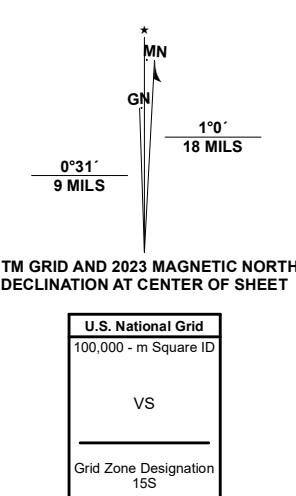 ★
MN
GN
1°0´
18 MILS
0°31´
9 MILS
TM GRID AND 2023 MAGNETIC NORTH
DECLINATION AT CENTER OF SHEET
U.S. National Grid
100,000 - m Square ID
VS
Grid Zone Designation
15S